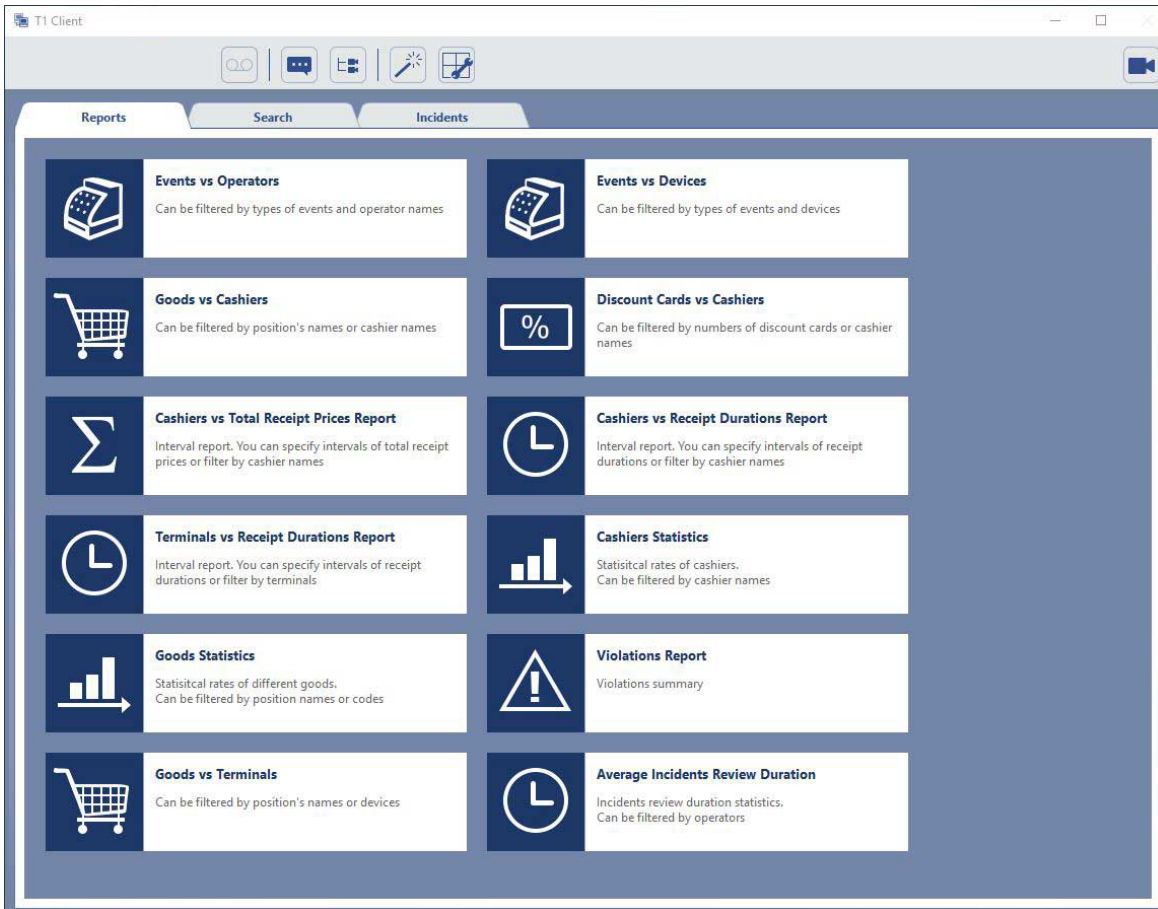 T1 Client
Reports
Search
Incidents
Events vs Operators
Can be filtered by types of events and operator names
Events vs Devices
Can be filtered by types of events and devices
Goods vs Cashiers
Can be filtered by position's names or cashier names
%
Discount Cards vs Cashiers
Can be filtered by numbers of discount cards or cashier
names
Σ
Cashiers vs Total Receipt Prices Report
Interval report. You can specify intervals of total receipt
prices or filter by cashier names
Cashiers vs Receipt Durations Report
Interval report. You can specify intervals of receipt
durations or filter by cashier names
Terminals vs Receipt Durations Report
Interval report. You can specify intervals of receipt
durations or filter by terminals
Cashiers Statistics
Statisitcal rates of cashiers.
Can be filtered by cashier names
Goods Statistics
Statisitcal rates of different goods.
Can be filtered by position names or codes
Violations Report
Violations summary
Goods vs Terminals
Can be filtered by position's names or devices
Average Incidents Review Duration
Incidents review duration statistics.
Can be filtered by operators